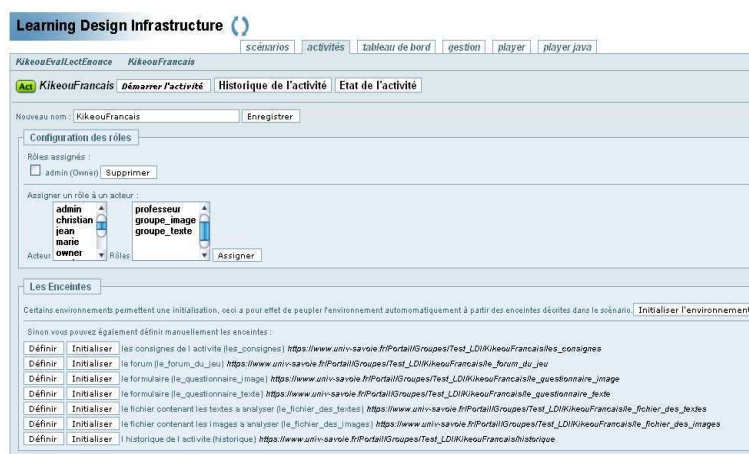 Learning Design Infrastructure
scénarios activités tableau de bord gestion player player java
KikeouEvalLectEnonce KikeouFrancais
Act KikeouFrancais Démarrer l'activité Historique de l'activité Etat de l'activité
Nouveau nom : KikeouFrancais Enregistrer
Configuration des rôles
Rôles assignés :
admin (Owner) Supprimer
Assigner un rôle à un acteur :
admin professeur
christian groupe_image
jean groupe_texte
marie
Acteur owner Rôles Assigner
Les Enceintes
Certains environnements permettent une initialisation, ceci a pour effet de peupler l'environnement automomatiquement à partir des enceintes décrites dans le scénario. Initialiser l'environnement
Sinon vous pouvez également définir manuellement les enceintes :
Définir Initialiser les consignes de l activite (les_consignes) https://www.univ-savoie.fr/Portail/Groupes/Test_LDI/KikeouFrancais/les_consignes
Définir Initialiser le forum (le_forum_du_jeu) https://www.univ-savoie.fr/Portail/Groupes/Test_LDI/KikeouFrancais/le_forum_du_jeu
Définir Initialiser le formulaire (le_questionnaire_image) https://www.univ-savoie.fr/Portail/Groupes/Test_LDI/KikeouFrancais/le_questionnaire_image
Définir Initialiser le formulaire (le_questionnaire_texte) https://www.univ-savoie.fr/Portail/Groupes/Test_LDI/KikeouFrancais/le_questionnaire_texte
Définir Initialiser le fichier contenant les textes a analyser (le_fichier_des_textes) https://www.univ-savoie.fr/Portail/Groupes/Test_LDI/KikeouFrancais/le_fichier_des_textes
Définir Initialiser le fichier contenant les images a analyser (le_fichier_des_images) https://www.univ-savoie.fr/Portail/Groupes/Test_LDI/KikeouFrancais/le_fichier_des_images
Définir Initialiser l historique de l activite (historique) https://www.univ-savoie.fr/Portail/Groupes/Test_LDI/KikeouFrancais/historique